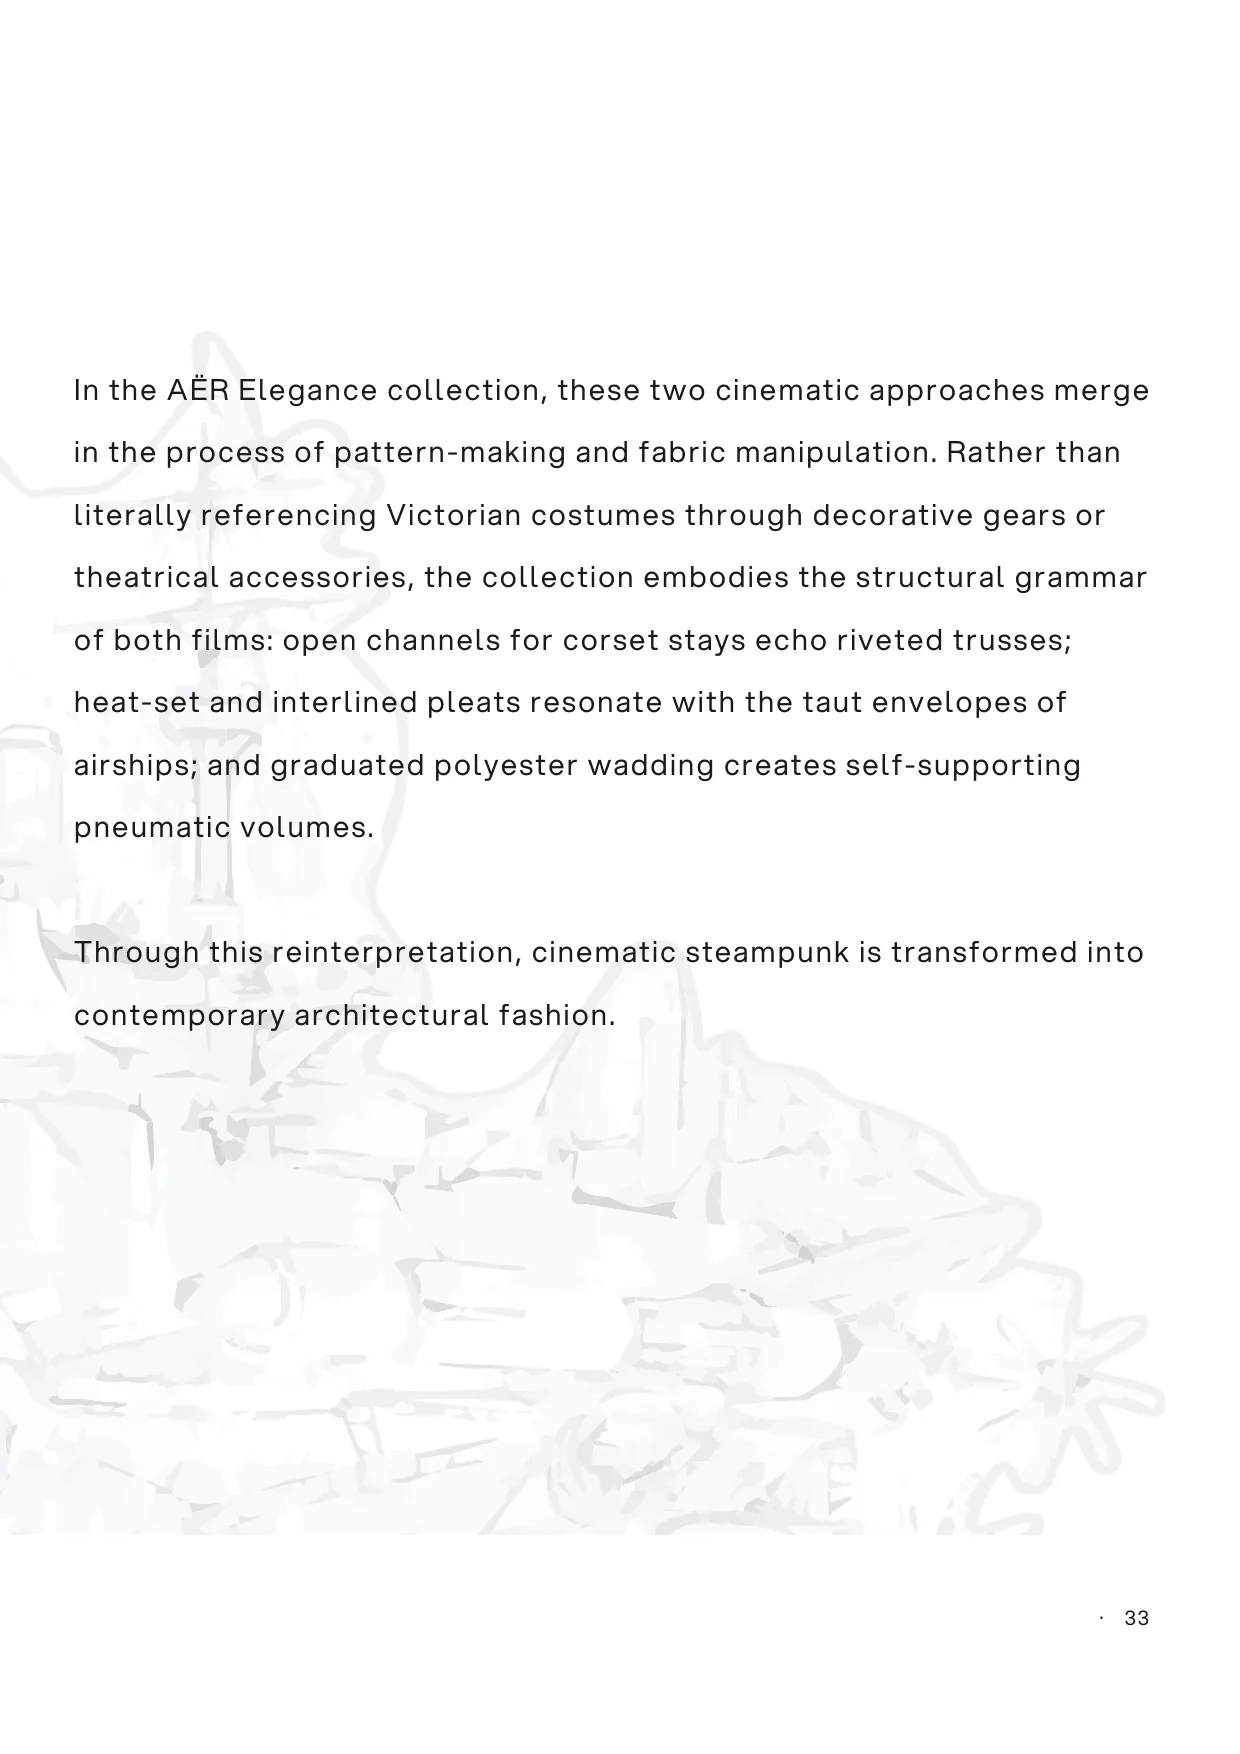 In the AËR Elegance collection, these two cinematic approaches merge
in the process of pattern-making and fabric manipulation. Rather than
literally referencing Victorian costumes through decorative gears or
theatrical accessories, the collection embodies the structural grammar
of both films: open channels for corset stays echo riveted trusses;
heat-set and interlined pleats resonate with the taut envelopes of
airships; and graduated polyester wadding creates self-supporting
pneumatic volumes.
Through this reinterpretation, cinematic steampunk is transformed into
contemporary architectural fashion.
· 33